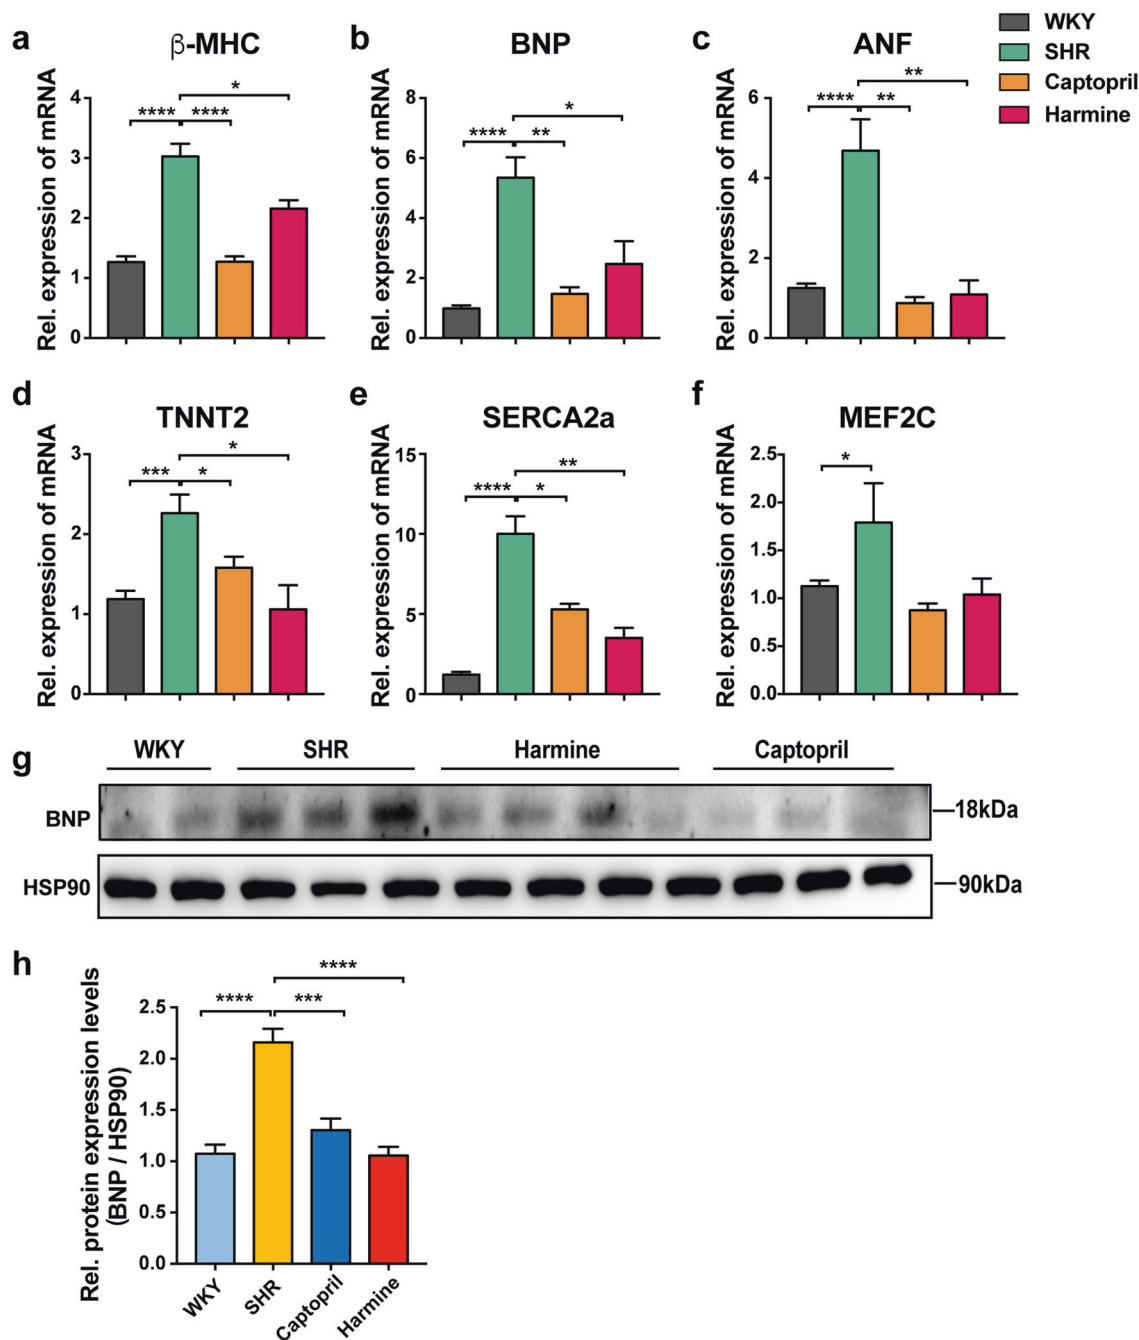 a
β-MHC
Rel. expression of mRNA
4
3
2
1
0
****
****
*
b
BNP
Rel. expression of mRNA
8
6
4
2
0
****
**
*
c
ANF
Rel. expression of mRNA
6
4
2
0
****
**
**
WKY
SHR
Captopril
Harmine
d
TNNT2
Rel. expression of mRNA
3
2
1
0
***
*
*
e
SERCA2a
Rel. expression of mRNA
15
10
5
0
****
*
**
f
MEF2C
Rel. expression of mRNA
2.5
2.0
1.5
1.0
0.5
0.0
*
g
WKY SHR Harmine Captopril
BNP 18kDa
HSP90 90kDa
h
Rel. protein expression levels
(BNP / HSP90)
2.5
2.0
1.5
1.0
0.5
0.0
****
***
****
WKY
SHR
Captopril
Harmine